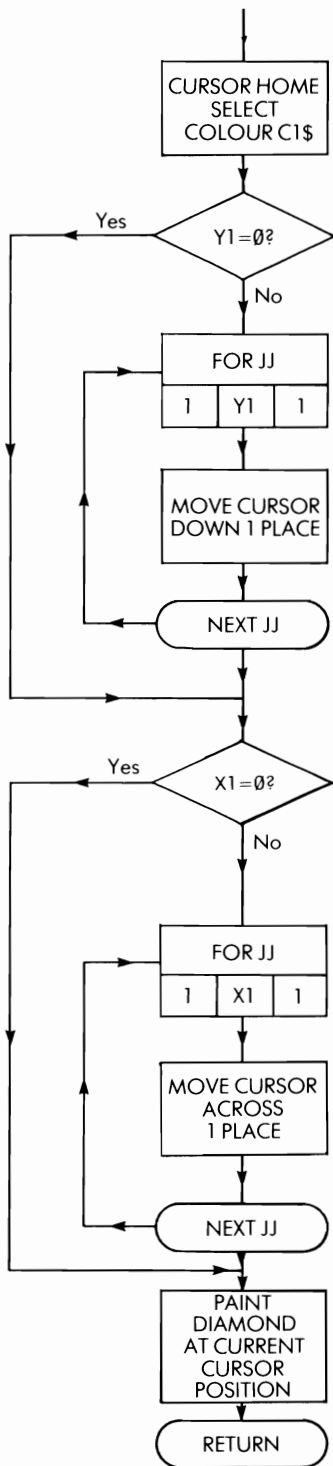 CURSOR HOME
SELECT
COLOUR C1$
Yes
Y1=Ø?
No
FOR JJ
1 Y1 1
MOVE CURSOR
DOWN 1 PLACE
NEXT JJ
Yes
X1=Ø?
No
FOR JJ
1 X1 1
MOVE CURSOR
ACROSS
1 PLACE
NEXT JJ
PAINT
DIAMOND
AT CURRENT
CURSOR
POSITION
RETURN